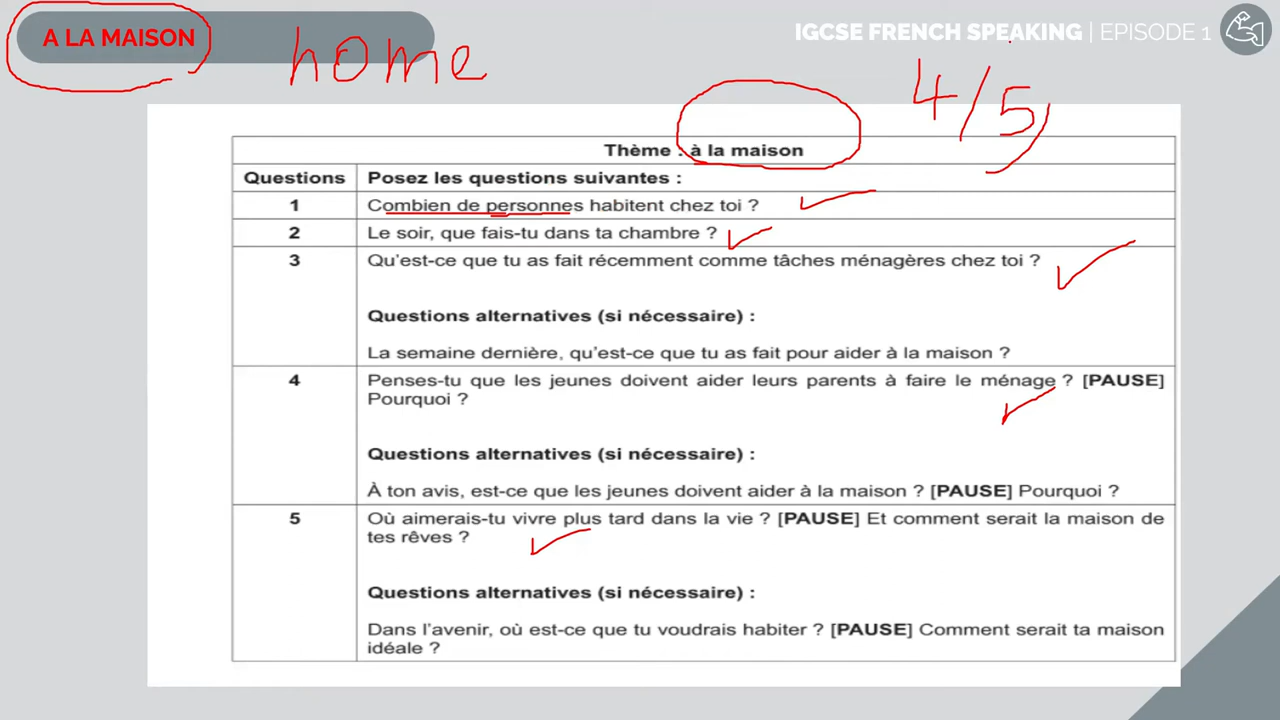 A LA MAISON
home
IGCSE FRENCH SPEAKING | EPISODE 1
4/5
Thème : à la maison
Questions Posez les questions suivantes :
1 Combien de personnes habitent chez toi ?
2 Le soir, que fais-tu dans ta chambre ?
3 Qu'est-ce que tu as fait récemment comme tâches ménagères chez toi ?
Questions alternatives (si nécessaire) :
La semaine dernière, qu'est-ce que tu as fait pour aider à la maison ?
4 Penses-tu que les jeunes doivent aider leurs parents à faire le ménage ? [PAUSE]
Pourquoi ?
Questions alternatives (si nécessaire) :
À ton avis, est-ce que les jeunes doivent aider à la maison ? [PAUSE] Pourquoi ?
5 Où aimerais-tu vivre plus tard dans la vie ? [PAUSE] Et comment serait la maison de
tes rêves ?
Questions alternatives (si nécessaire) :
Dans l'avenir, où est-ce que tu voudrais habiter ? [PAUSE] Comment serait ta maison
idéale ?